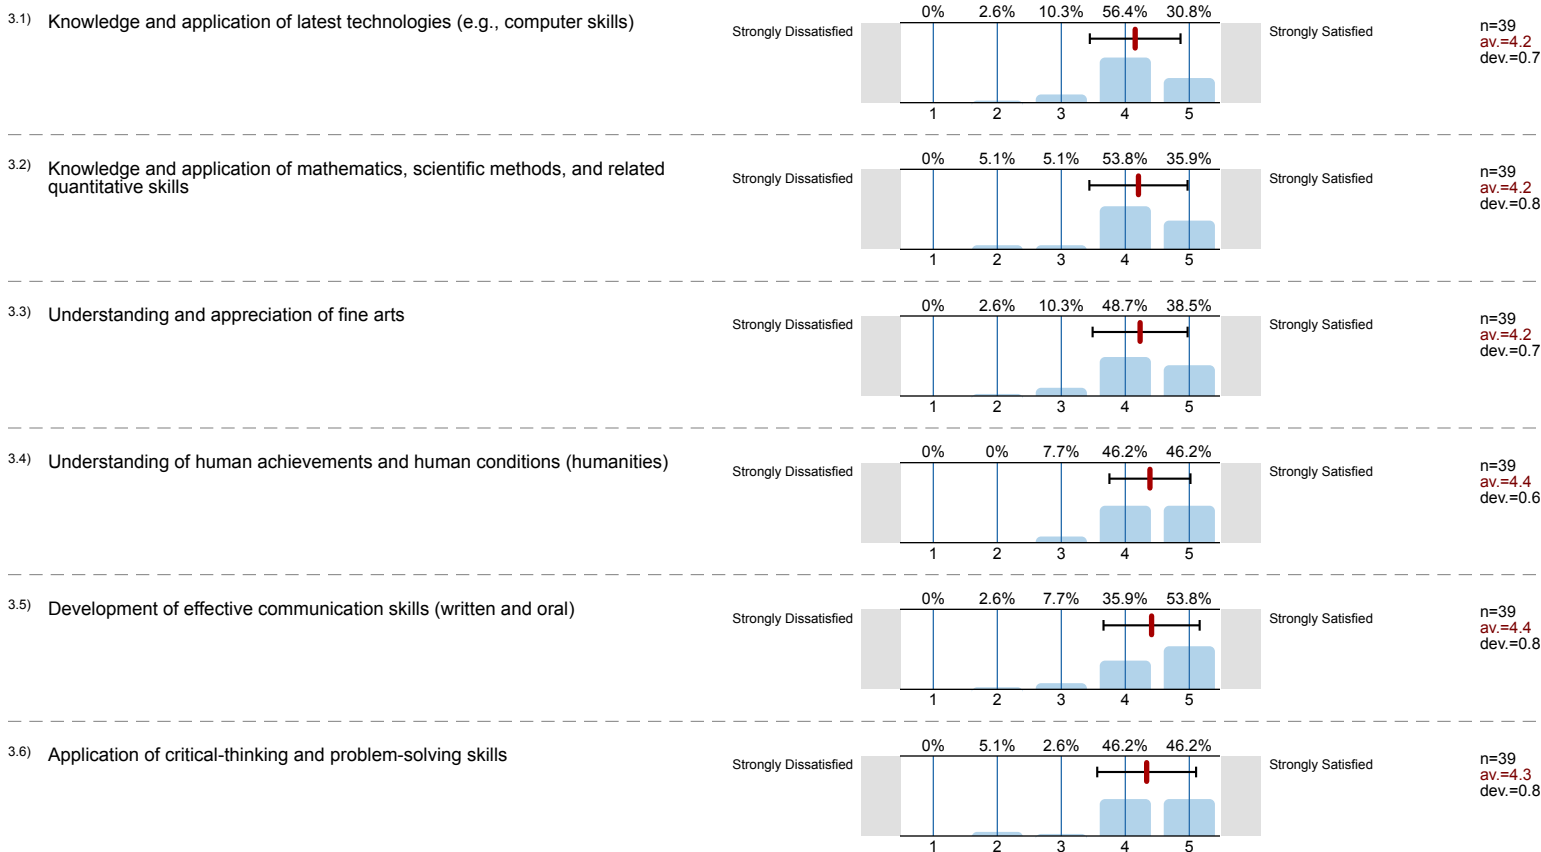 3.1) Knowledge and application of latest technologies (e.g., computer skills)
Strongly Dissatisfied
0% 2.6% 10.3% 56.4% 30.8%
1 2 3 4 5
Strongly Satisfied
n=39
av.=4.2
dev.=0.7
3.2) Knowledge and application of mathematics, scientific methods, and related
quantitative skills
Strongly Dissatisfied
0% 5.1% 5.1% 53.8% 35.9%
1 2 3 4 5
Strongly Satisfied
n=39
av.=4.2
dev.=0.8
3.3) Understanding and appreciation of fine arts
Strongly Dissatisfied
0% 2.6% 10.3% 48.7% 38.5%
1 2 3 4 5
Strongly Satisfied
n=39
av.=4.2
dev.=0.7
3.4) Understanding of human achievements and human conditions (humanities)
Strongly Dissatisfied
0% 0% 7.7% 46.2% 46.2%
1 2 3 4 5
Strongly Satisfied
n=39
av.=4.4
dev.=0.6
3.5) Development of effective communication skills (written and oral)
Strongly Dissatisfied
0% 2.6% 7.7% 35.9% 53.8%
1 2 3 4 5
Strongly Satisfied
n=39
av.=4.4
dev.=0.8
3.6) Application of critical-thinking and problem-solving skills
Strongly Dissatisfied
0% 5.1% 2.6% 46.2% 46.2%
1 2 3 4 5
Strongly Satisfied
n=39
av.=4.3
dev.=0.8